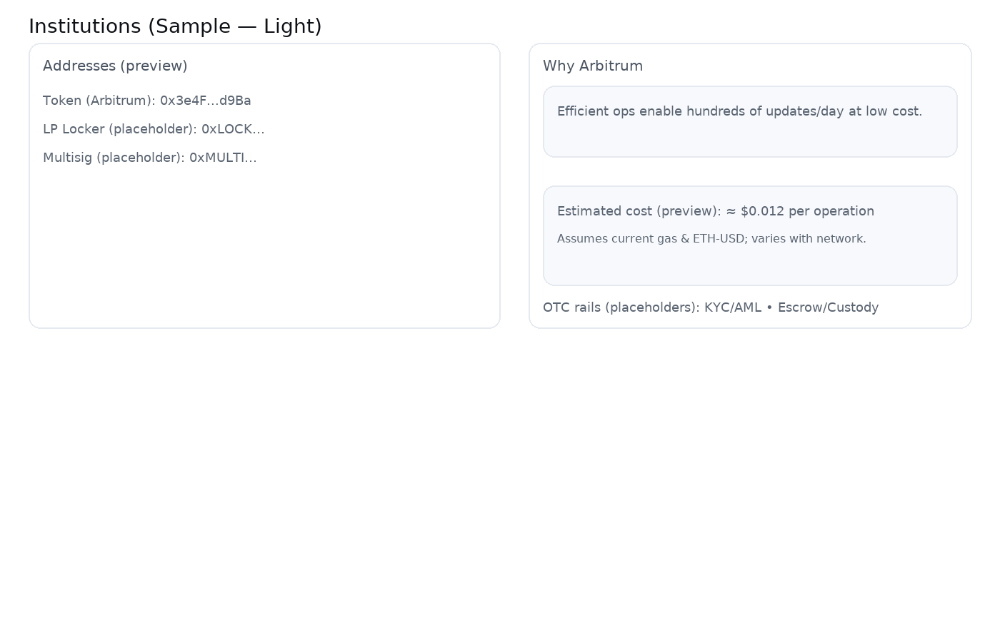 Institutions (Sample — Light)
Addresses (preview)
Token (Arbitrum): 0x3e4F…d9Ba
LP Locker (placeholder): 0xLOCK…
Multisig (placeholder): 0xMULTI…
Why Arbitrum
Efficient ops enable hundreds of updates/day at low cost.
Estimated cost (preview): ≈ $0.012 per operation
Assumes current gas & ETH-USD; varies with network.
OTC rails (placeholders): KYC/AML • Escrow/Custody